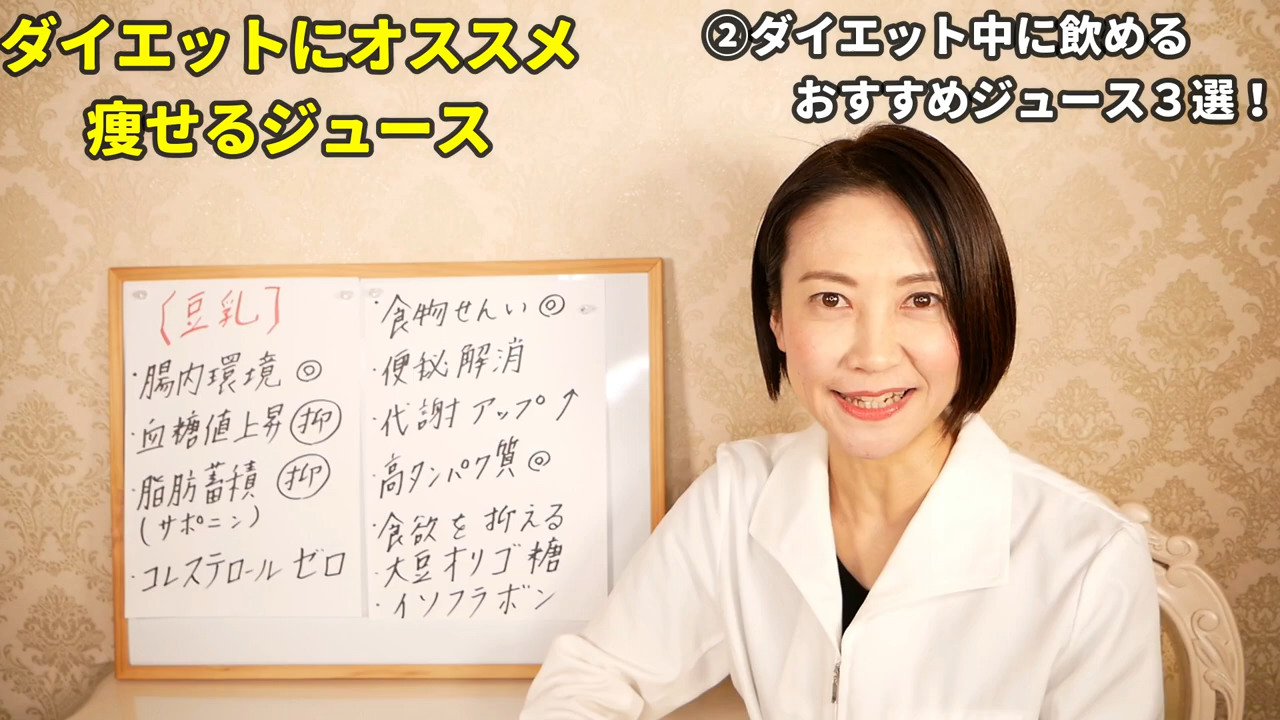 ダイエットにオススメ
痩せるジュース
②ダイエット中に飲める
おすすめジュース３選！
〔豆乳〕
・腸内環境 ◎
・血糖値上昇 抑
・脂肪蓄積 抑
(サポニン)
・コレステロール ゼロ
・食物せんい ◎
・便秘解消
・代謝アップ↑
・高タンパク質 ◎
・食欲を抑える
・大豆オリゴ糖
・イソフラボン